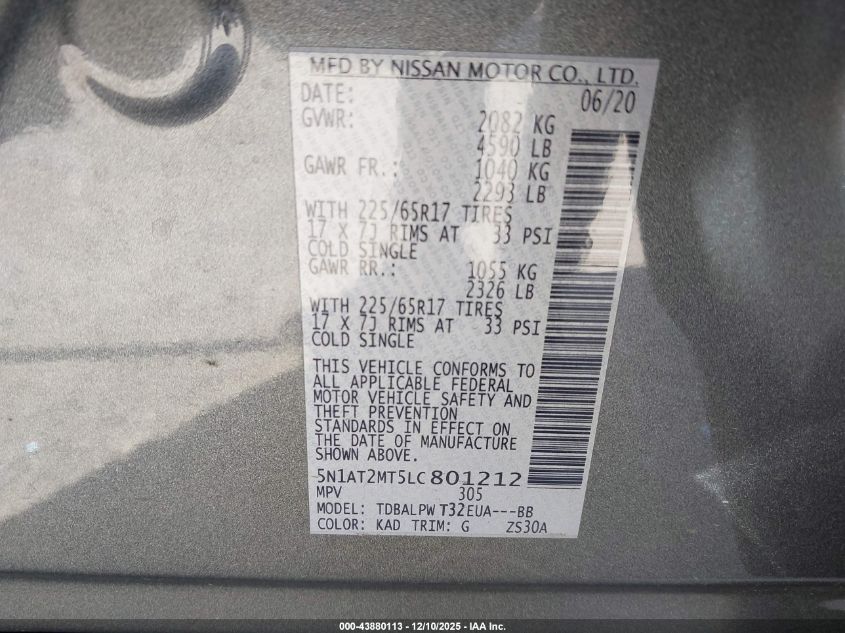 MFD BY NISSAN MOTOR CO., LTD.
DATE: 06/20
GVWR: 2082 KG
4590 LB
GAWR FR.: 1040 KG
2293 LB
WITH 225/65R17 TIRES
17 X 7J RIMS AT 33 PSI
COLD SINGLE
GAWR RR.: 1055 KG
2326 LB
WITH 225/65R17 TIRES
17 X 7J RIMS AT 33 PSI
COLD SINGLE
THIS VEHICLE CONFORMS TO
ALL APPLICABLE FEDERAL
MOTOR VEHICLE SAFETY AND
THEFT PREVENTION
STANDARDS IN EFFECT ON
THE DATE OF MANUFACTURE
SHOWN ABOVE.
5N1AT2MT5LC801212
MPV 305
MODEL: TDBALPW T32EUA---BB
COLOR: KAD TRIM: G ZS30A
000-43880113 - 12/10/2025 - IAA Inc.